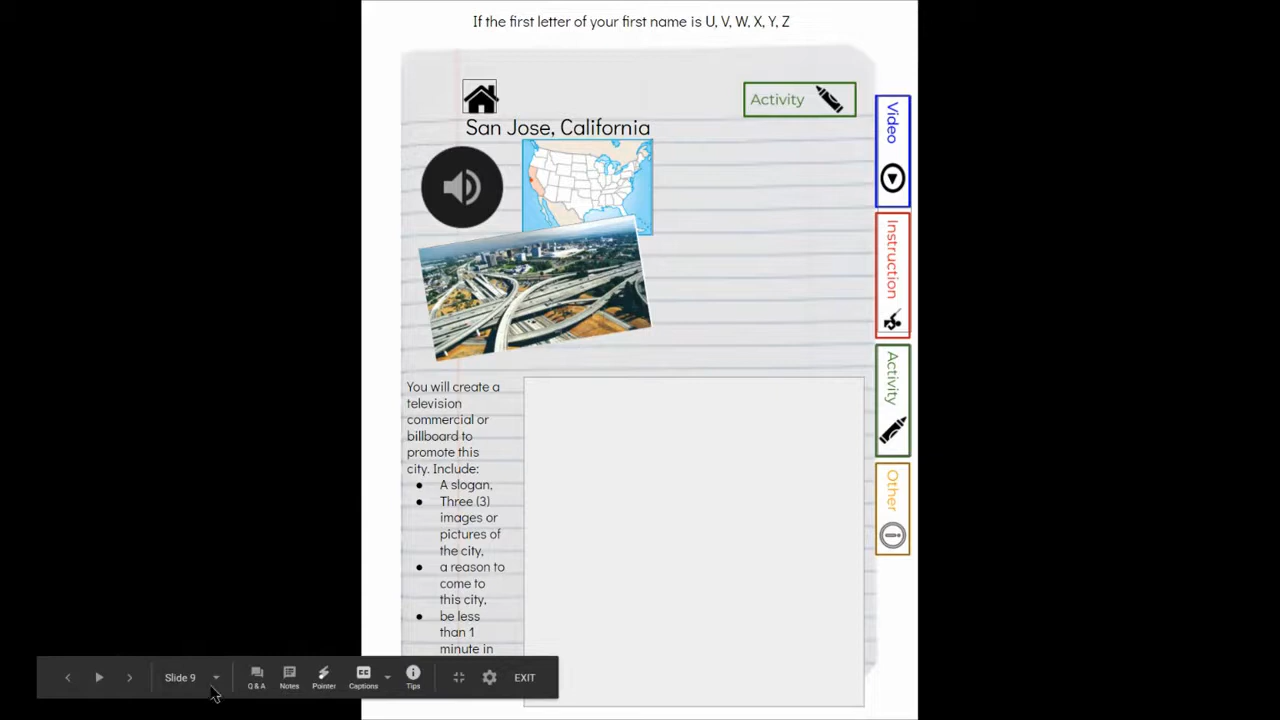 If the first letter of your first name is U, V, W, X, Y, Z
Activity
San Jose, California
Video
Instruction
Activity
Other
You will create a
television
commercial or
billboard to
promote this
city. Include:
● A slogan,
● Three (3)
images or
pictures of
the city,
● a reason to
come to
this city,
● be less
than 1
minute in
Slide 9
Q & A
Notes
Pointer
Captions
Tips
EXIT